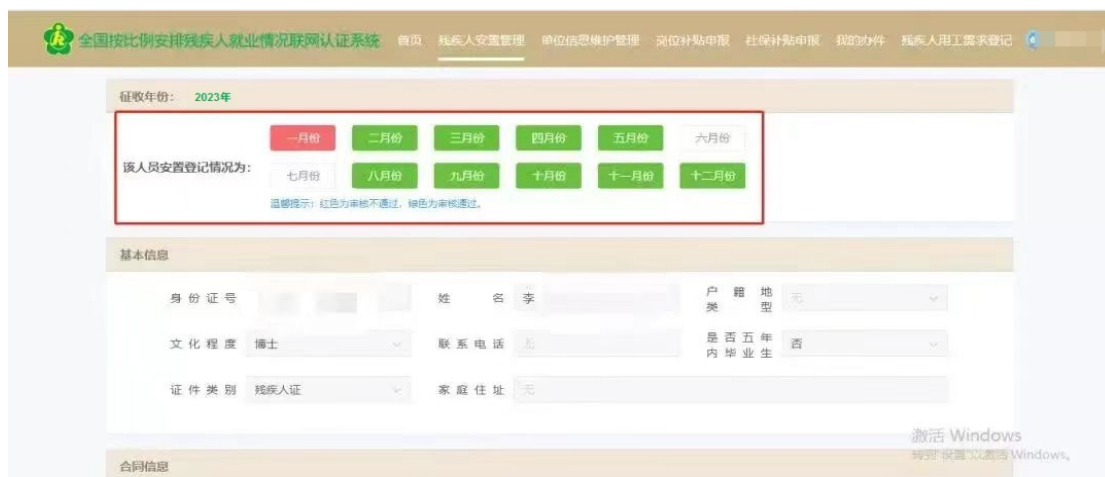 全国按比例安排残疾人就业情况联网认证系统 首页 残疾人安置管理 单位信息维护管理 岗位补贴申报 社保补贴申报 我的办件 残疾人用工需求登记
征收年份： 2023年
一月份 二月份 三月份 四月份 五月份 六月份
该人员安置登记情况为：
七月份 八月份 九月份 十月份 十一月份 十二月份
温馨提示：红色为审核不通过，绿色为审核通过。
基本信息
身份证号 姓名 李 户籍地类型 无
文化程度 博士 联系电话 无 是否五年内毕业生 否
证件类别 残疾人证 家庭住址 无
激活 Windows
转到"设置"以激活 Windows。
合同信息